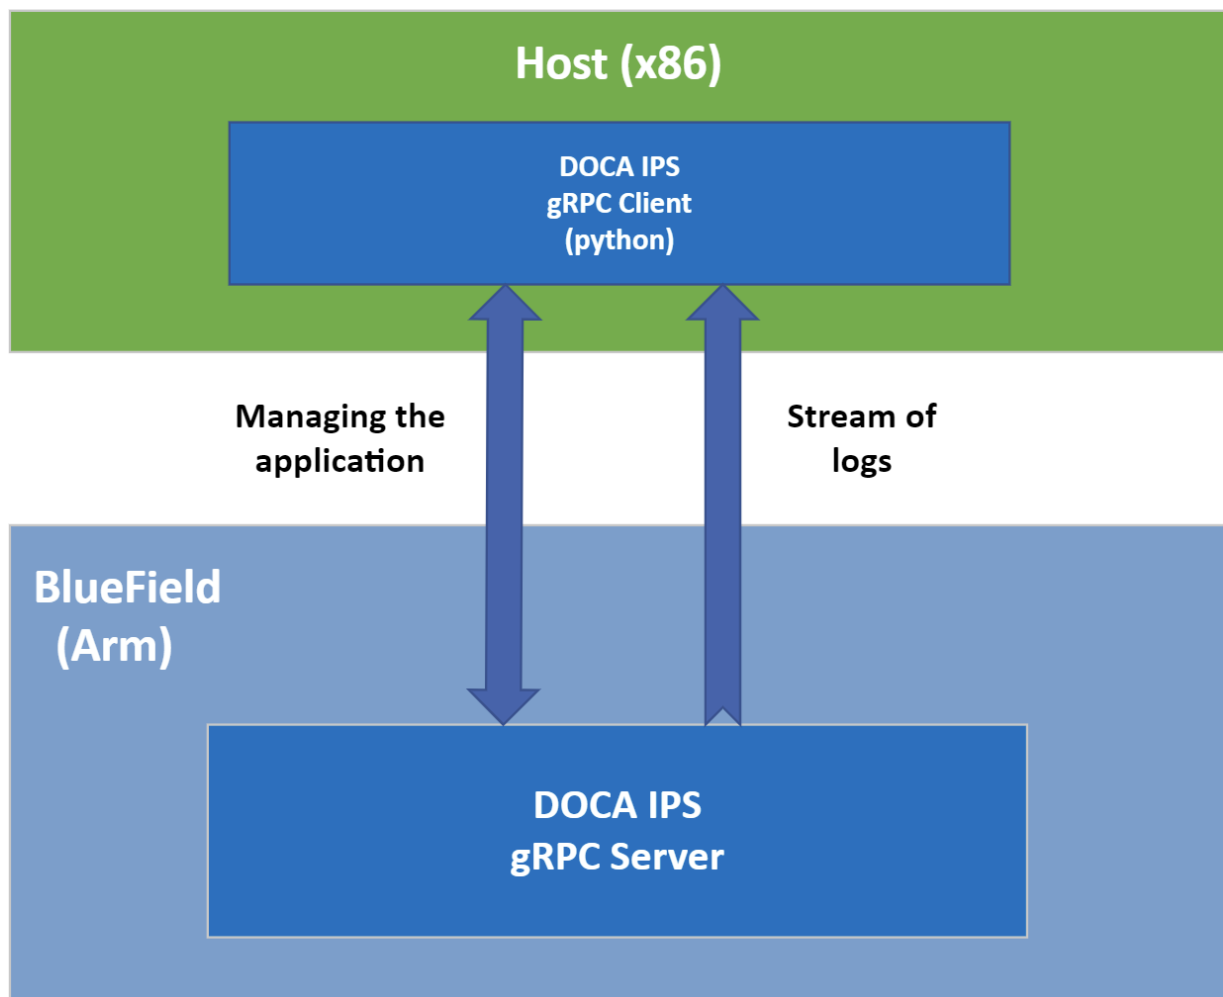 Host (x86)
DOCA IPS
gRPC Client
(python)
Managing the
application
Stream of
logs
BlueField
(Arm)
DOCA IPS
gRPC Server